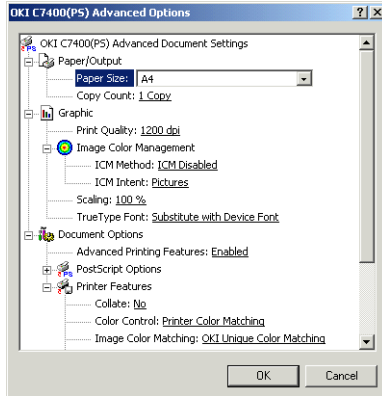 OKI C7400(PS) Advanced Options
OKI C7400(PS) Advanced Document Settings
Paper/Output
Paper Size: A4
Copy Count: 1 Copy
Graphic
Print Quality: 1200 dpi
Image Color Management
ICM Method: ICM Disabled
ICM Intent: Pictures
Scaling: 100 %
TrueType Font: Substitute with Device Font
Document Options
Advanced Printing Features: Enabled
PostScript Options
Printer Features
Collate: No
Color Control: Printer Color Matching
Image Color Matching: OKI Unique Color Matching
OK Cancel